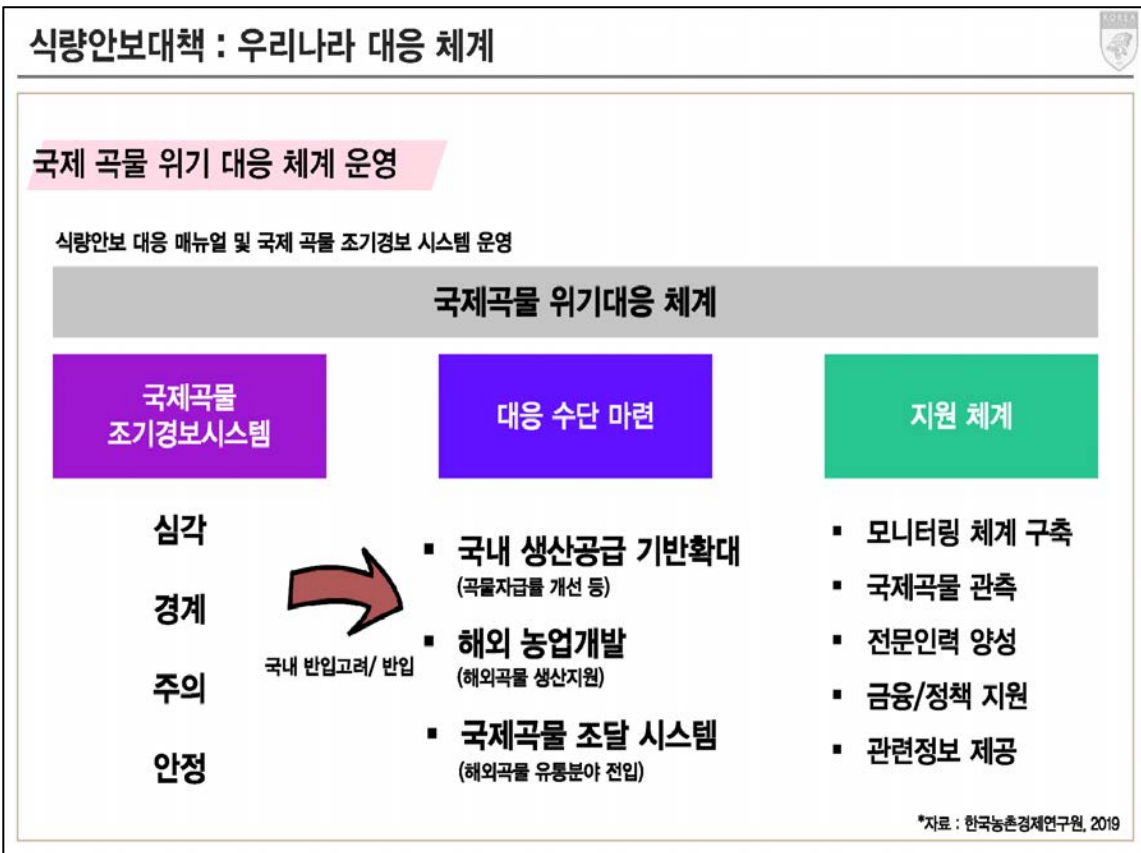 식량안보대책 : 우리나라 대응 체계
KOREA
국제 곡물 위기 대응 체계 운영
식량안보 대응 매뉴얼 및 국제 곡물 조기경보 시스템 운영
국제곡물 위기대응 체계
국제곡물
조기경보시스템
심각
경계
주의
안정
국내 반입고려/ 반입
대응 수단 마련
▪ 국내 생산공급 기반확대
(곡물자급률 개선 등)
▪ 해외 농업개발
(해외곡물 생산지원)
▪ 국제곡물 조달 시스템
(해외곡물 유통분야 전입)
지원 체계
▪ 모니터링 체계 구축
▪ 국제곡물 관측
▪ 전문인력 양성
▪ 금융/정책 지원
▪ 관련정보 제공
*자료 : 한국농촌경제연구원, 2019